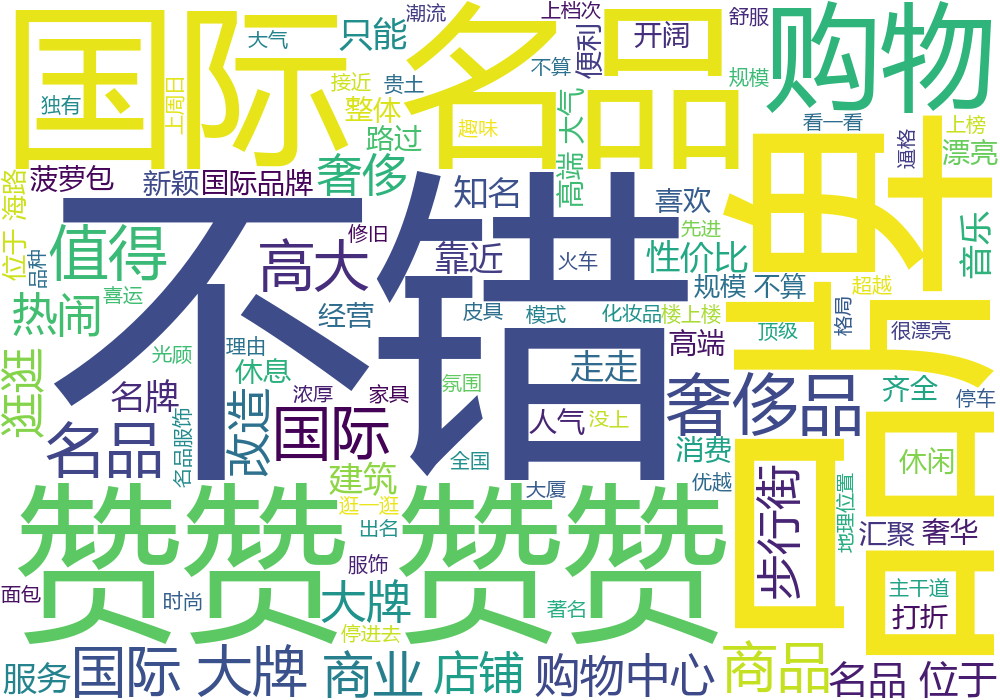 国际名品
购物
潮流
上档次
舒服
大气
只能
开阔
便利
接近
贵土
不算
规模
独有
上周日
整体
趣味
大气
看一看
上榜
路过
逼格
漂亮
菠萝包
新颖
国际品牌
奢侈
高端
品牌
海路
知名
喜欢
不错
修旧
先进
音乐
位于
品种
值得
高大
靠近
火车
性价比
喜运
规模
不算
超越
热闹
经营
皮具
模式
化妆品
楼上楼
格局
很漂亮
顶级
光顾
理由
高端
逛逛
休息
氛围
走走
齐全
名牌
浓厚
家具
奢侈品
停车
改造
国际
人气
没上
名品
名品服饰
消费
休闲
全国
建筑
步行街
优越
地理位置
大厦
赞赞
赞赞
逛一逛
出名
汇聚
奢华
服饰
面包
时尚
大牌
著名
主干道
打折
停进去
服务
国际
大牌
商业
店铺
购物中心
商品
名品
位于